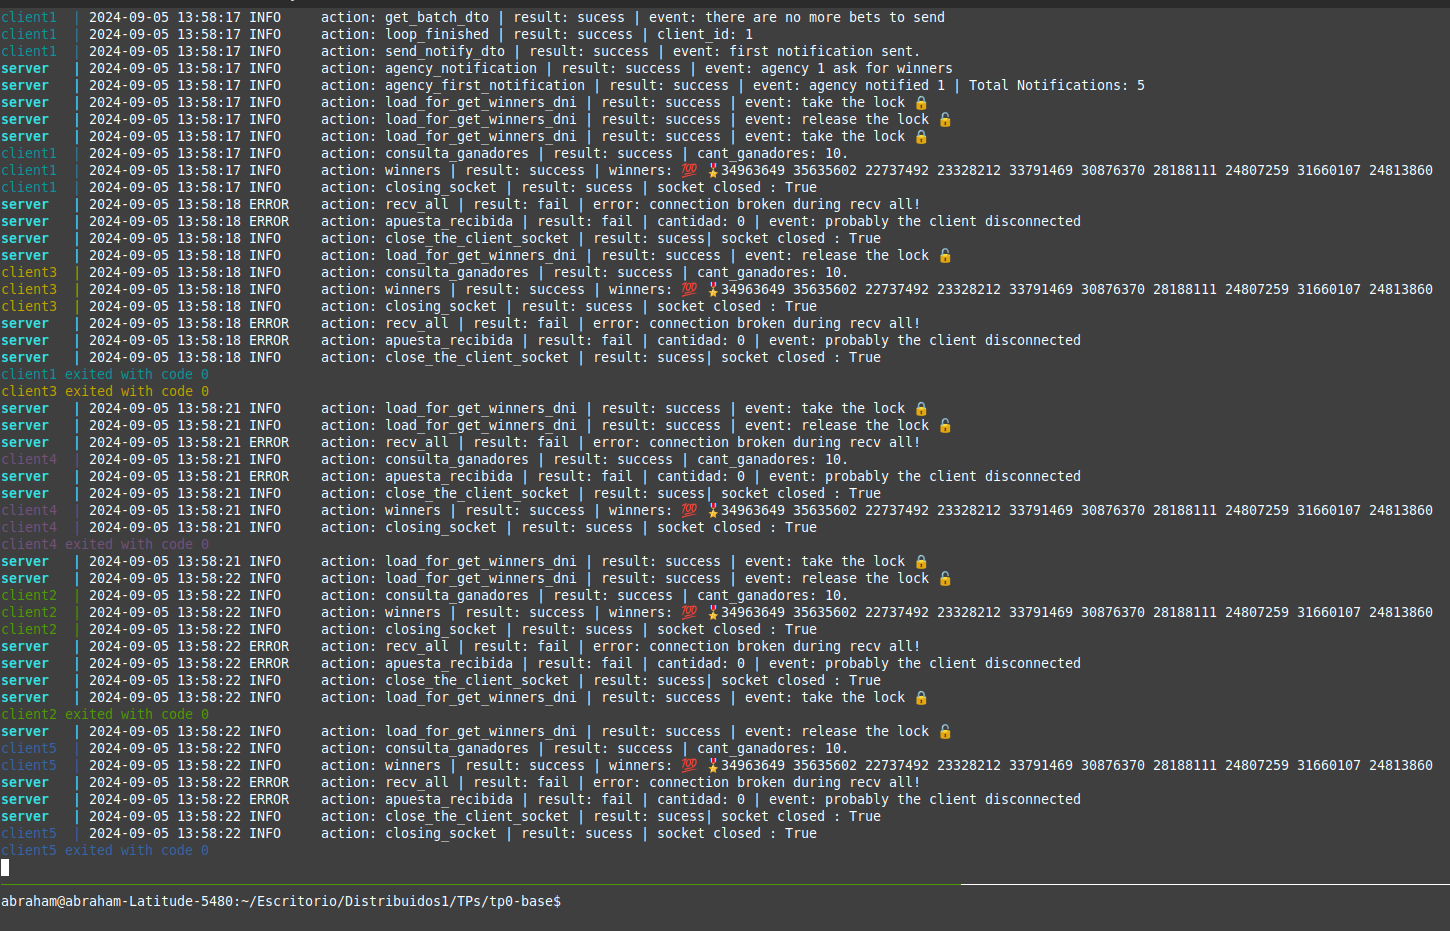 client1  | 2024-09-05 13:58:17 INFO     action: get_batch_dto | result: sucess | event: there are no more bets to send
client1  | 2024-09-05 13:58:17 INFO     action: loop_finished | result: success | client_id: 1
client1  | 2024-09-05 13:58:17 INFO     action: send_notify_dto | result: success | event: first notification sent.
server   | 2024-09-05 13:58:17 INFO     action: agency_notification | result: success | event: agency 1 ask for winners
server   | 2024-09-05 13:58:17 INFO     action: agency_first_notification | result: success | event: agency notified 1 | Total Notifications: 5
server   | 2024-09-05 13:58:17 INFO     action: load_for_get_winners_dni | result: success | event: take the lock 🔒
server   | 2024-09-05 13:58:17 INFO     action: load_for_get_winners_dni | result: success | event: release the lock 🔓
server   | 2024-09-05 13:58:17 INFO     action: load_for_get_winners_dni | result: success | event: take the lock 🔒
client1  | 2024-09-05 13:58:17 INFO     action: consulta_ganadores | result: success | cant_ganadores: 10.
client1  | 2024-09-05 13:58:17 INFO     action: winners | result: success | winners: 💯 🎖34963649 35635602 22737492 23328212 33791469 30876370 28188111 24807259 31660107 24813860
client1  | 2024-09-05 13:58:17 INFO     action: closing_socket | result: sucess | socket closed : True
server   | 2024-09-05 13:58:18 ERROR    action: recv_all | result: fail | error: connection broken during recv all!
server   | 2024-09-05 13:58:18 ERROR    action: apuesta_recibida | result: fail | cantidad: 0 | event: probably the client disconnected
server   | 2024-09-05 13:58:18 INFO     action: close_the_client_socket | result: sucess| socket closed : True
server   | 2024-09-05 13:58:18 INFO     action: load_for_get_winners_dni | result: success | event: release the lock 🔓
client3  | 2024-09-05 13:58:18 INFO     action: consulta_ganadores | result: success | cant_ganadores: 10.
client3  | 2024-09-05 13:58:18 INFO     action: winners | result: success | winners: 💯 🎖34963649 35635602 22737492 23328212 33791469 30876370 28188111 24807259 31660107 24813860
client3  | 2024-09-05 13:58:18 INFO     action: closing_socket | result: sucess | socket closed : True
server   | 2024-09-05 13:58:18 ERROR    action: recv_all | result: fail | error: connection broken during recv all!
server   | 2024-09-05 13:58:18 ERROR    action: apuesta_recibida | result: fail | cantidad: 0 | event: probably the client disconnected
server   | 2024-09-05 13:58:18 INFO     action: close_the_client_socket | result: sucess| socket closed : True
client1 exited with code 0
client3 exited with code 0
server   | 2024-09-05 13:58:21 INFO     action: load_for_get_winners_dni | result: success | event: take the lock 🔒
server   | 2024-09-05 13:58:21 INFO     action: load_for_get_winners_dni | result: success | event: release the lock 🔓
server   | 2024-09-05 13:58:21 ERROR    action: recv_all | result: fail | error: connection broken during recv all!
client4  | 2024-09-05 13:58:21 INFO     action: consulta_ganadores | result: success | cant_ganadores: 10.
server   | 2024-09-05 13:58:21 ERROR    action: apuesta_recibida | result: fail | cantidad: 0 | event: probably the client disconnected
server   | 2024-09-05 13:58:21 INFO     action: close_the_client_socket | result: sucess| socket closed : True
client4  | 2024-09-05 13:58:21 INFO     action: winners | result: success | winners: 💯 🎖34963649 35635602 22737492 23328212 33791469 30876370 28188111 24807259 31660107 24813860
client4  | 2024-09-05 13:58:21 INFO     action: closing_socket | result: sucess | socket closed : True
client4 exited with code 0
server   | 2024-09-05 13:58:21 INFO     action: load_for_get_winners_dni | result: success | event: take the lock 🔒
server   | 2024-09-05 13:58:22 INFO     action: load_for_get_winners_dni | result: success | event: release the lock 🔓
client2  | 2024-09-05 13:58:22 INFO     action: consulta_ganadores | result: success | cant_ganadores: 10.
client2  | 2024-09-05 13:58:22 INFO     action: winners | result: success | winners: 💯 🎖34963649 35635602 22737492 23328212 33791469 30876370 28188111 24807259 31660107 24813860
client2  | 2024-09-05 13:58:22 INFO     action: closing_socket | result: sucess | socket closed : True
server   | 2024-09-05 13:58:22 ERROR    action: recv_all | result: fail | error: connection broken during recv all!
server   | 2024-09-05 13:58:22 ERROR    action: apuesta_recibida | result: fail | cantidad: 0 | event: probably the client disconnected
server   | 2024-09-05 13:58:22 INFO     action: close_the_client_socket | result: sucess| socket closed : True
server   | 2024-09-05 13:58:22 INFO     action: load_for_get_winners_dni | result: success | event: take the lock 🔒
client2 exited with code 0
server   | 2024-09-05 13:58:22 INFO     action: load_for_get_winners_dni | result: success | event: release the lock 🔓
client5  | 2024-09-05 13:58:22 INFO     action: consulta_ganadores | result: success | cant_ganadores: 10.
client5  | 2024-09-05 13:58:22 INFO     action: winners | result: success | winners: 💯 🎖34963649 35635602 22737492 23328212 33791469 30876370 28188111 24807259 31660107 24813860
server   | 2024-09-05 13:58:22 ERROR    action: recv_all | result: fail | error: connection broken during recv all!
server   | 2024-09-05 13:58:22 ERROR    action: apuesta_recibida | result: fail | cantidad: 0 | event: probably the client disconnected
server   | 2024-09-05 13:58:22 INFO     action: close_the_client_socket | result: sucess| socket closed : True
client5  | 2024-09-05 13:58:22 INFO     action: closing_socket | result: sucess | socket closed : True
client5 exited with code 0
abraham@abraham-Latitude-5480:~/Escritorio/Distribuidos1/TPs/tp0-base$